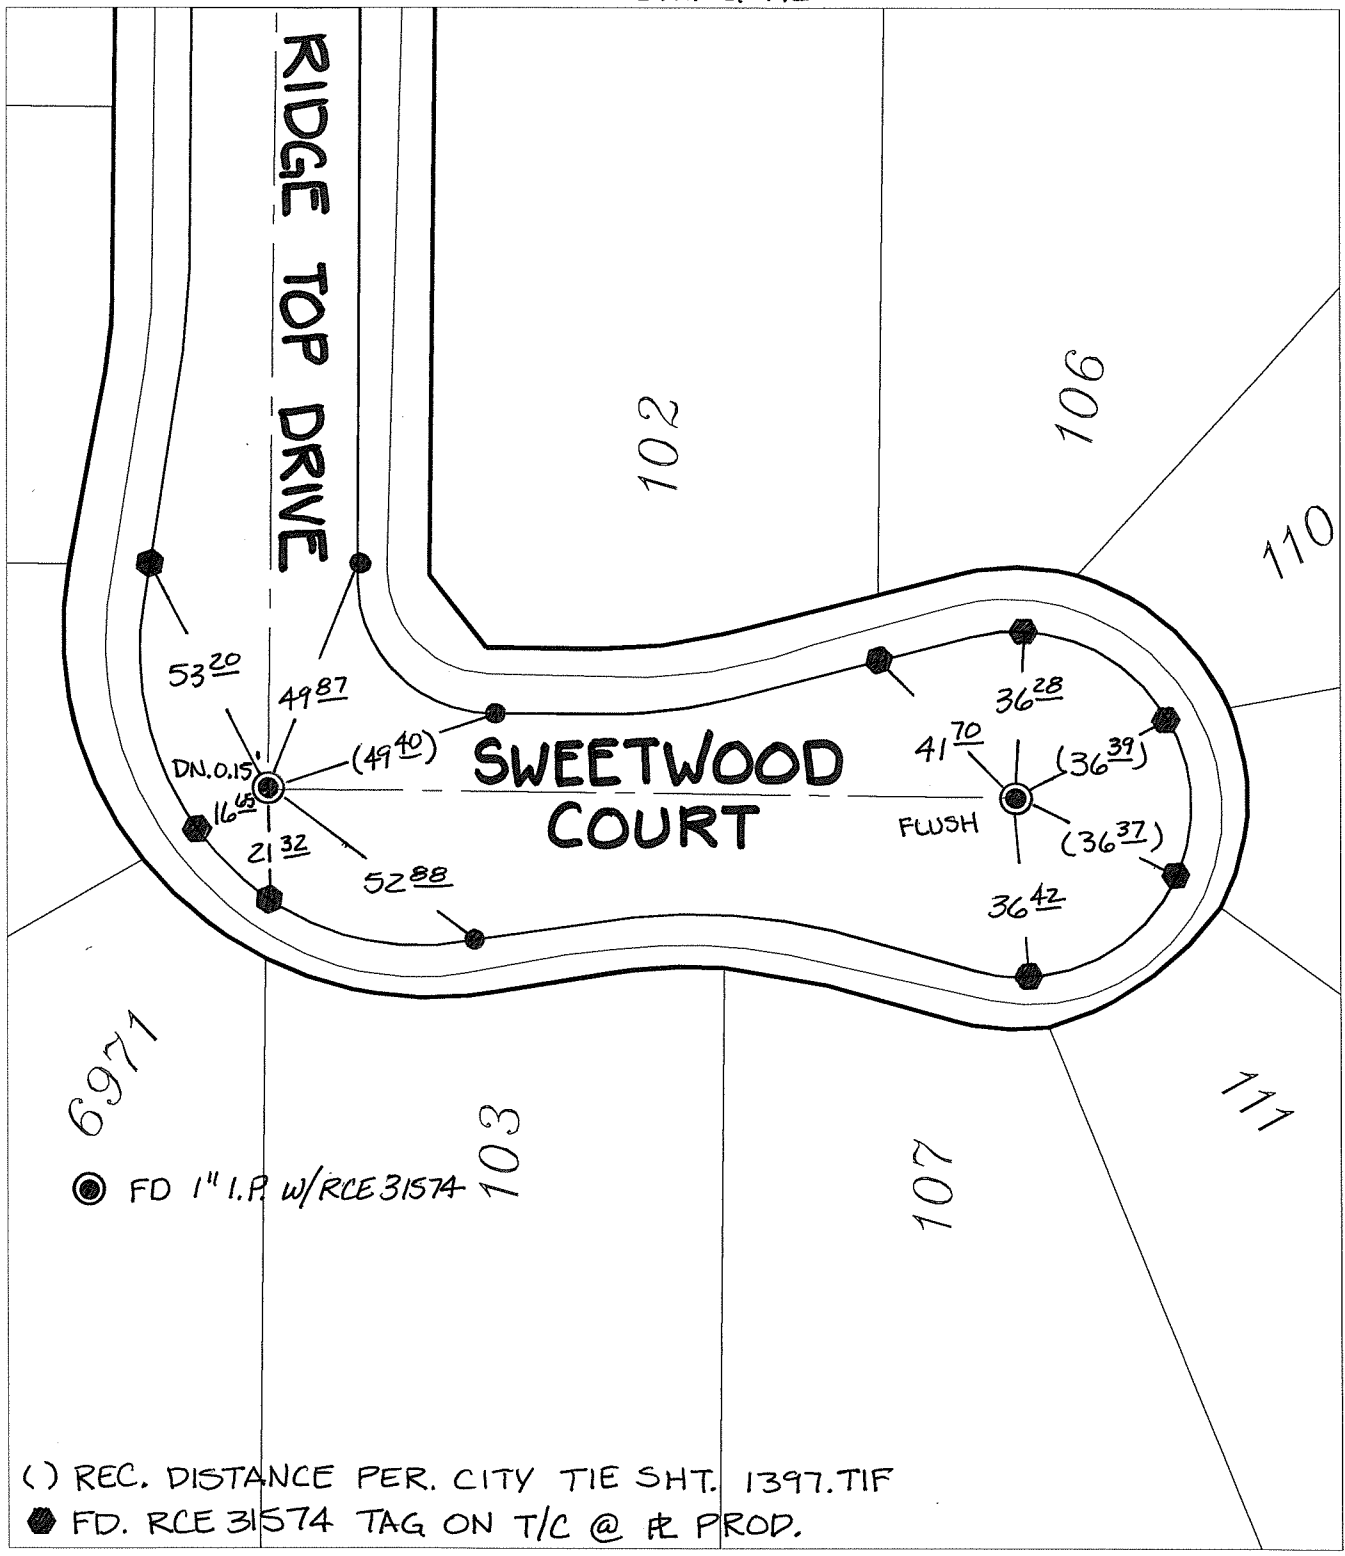 RIDGE TOP DRIVE
102
106
110
53 20
49 87
(49 40)
DN. 0.15'
16 65
21 32
52 88
SWEETWOOD
COURT
36 28
41 70
(36 39)
FLUSH
(36 37)
36 42
6971
103
107
111
FD 1" I.P. W/RCE 31574
() REC. DISTANCE PER. CITY TIE SHT. 1397.TIF
FD. RCE 31574 TAG ON T/C @ PL PROD.